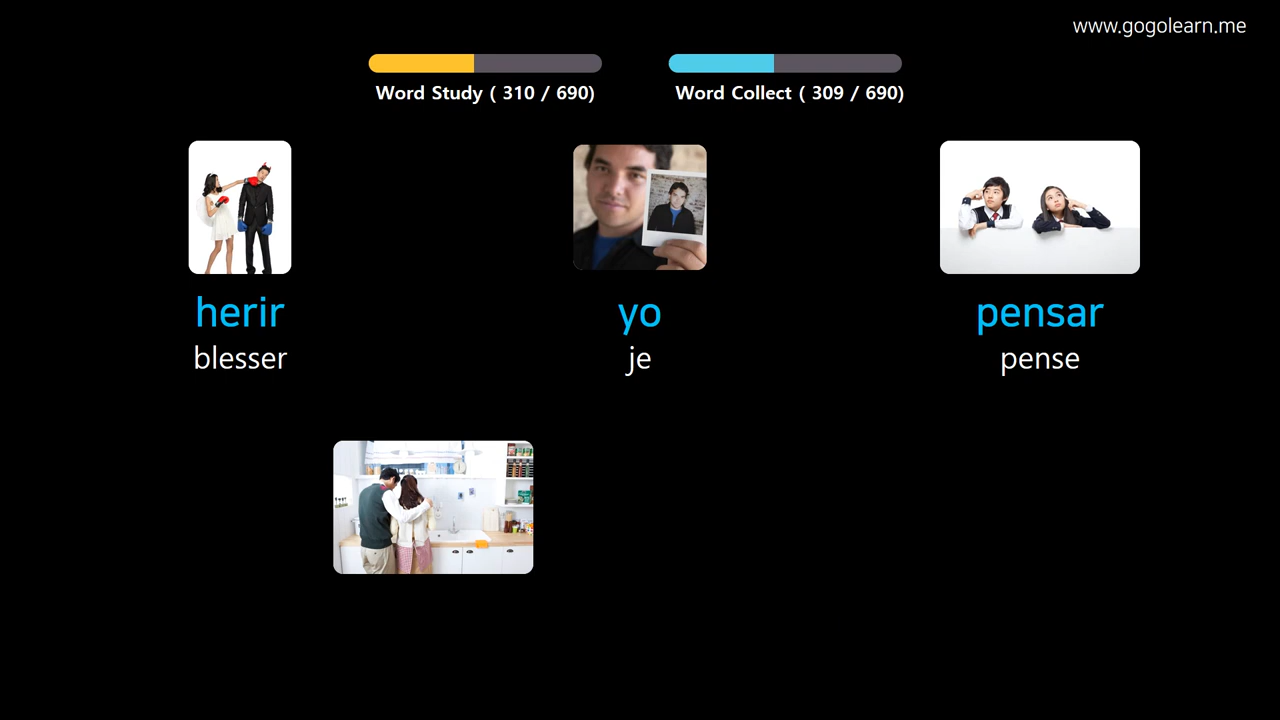 www.gogolearn.me
Word Study ( 310 / 690)
Word Collect ( 309 / 690)
herir
blesser
yo
je
pensar
pense